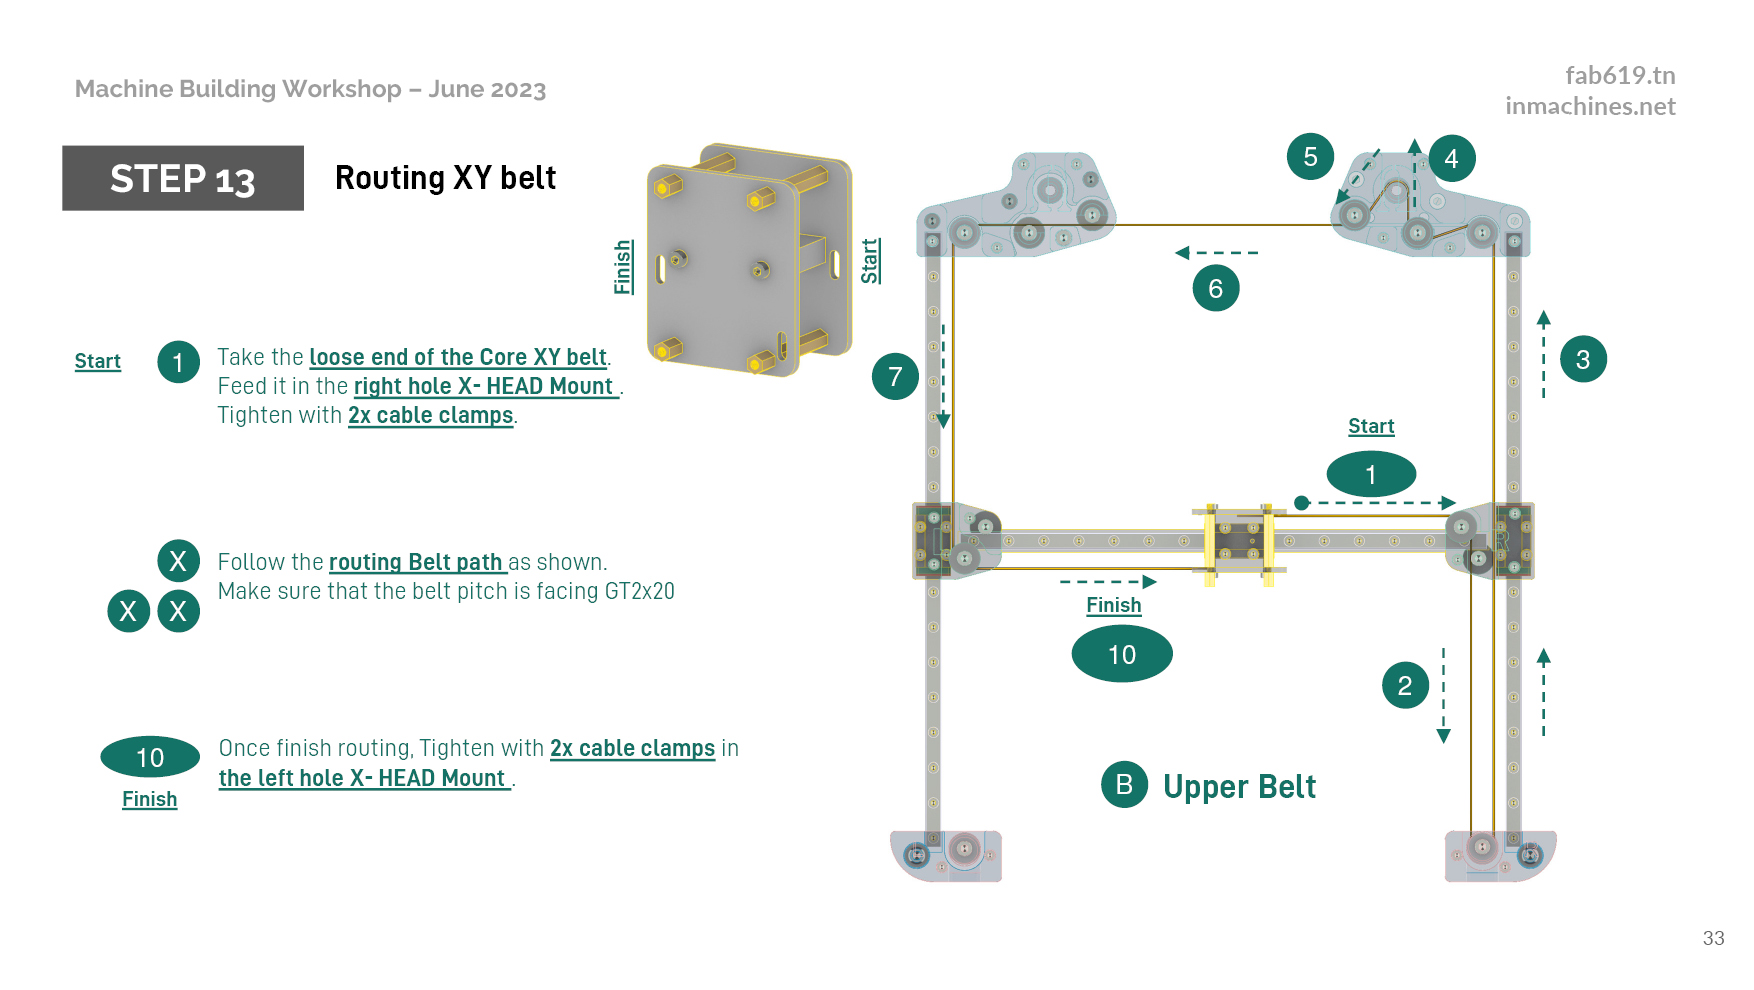 Machine Building Workshop – June 2023
fab619.tn
inmachines.net
STEP 13
Routing XY belt
Finish
Start
Start
1
Take the loose end of the Core XY belt.
Feed it in the right hole X- HEAD Mount .
Tighten with 2x cable clamps.
X
X X
Follow the routing Belt path as shown.
Make sure that the belt pitch is facing GT2x20
10
Finish
Once finish routing, Tighten with 2x cable clamps in
the left hole X- HEAD Mount .
5
4
6
7
3
Start
1
Finish
10
2
B
Upper Belt
33